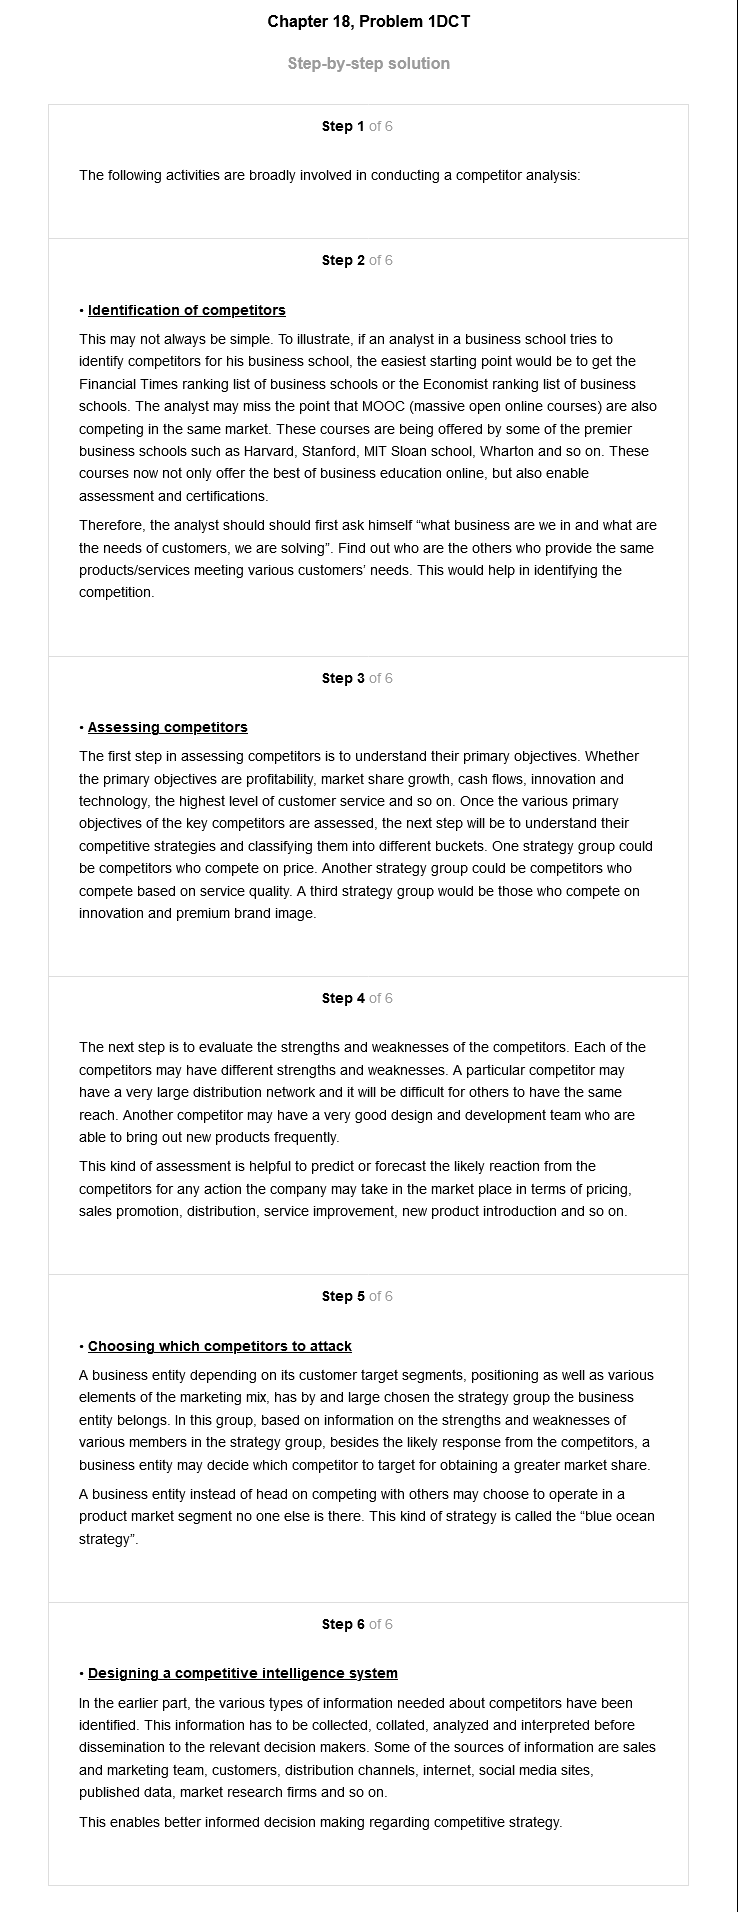 Chapter 18, Problem 1DCT
Step-by-step solution
Step 1 of 6
The following activities are broadly involved in conducting a competitor analysis:
Step 2 of 6
• Identification of competitors
This may not always be simple. To illustrate, if an analyst in a business school tries to
identify competitors for his business school, the easiest starting point would be to get the
Financial Times ranking list of business schools or the Economist ranking list of business
schools. The analyst may miss the point that MOOC (massive open online courses) are also
competing in the same market. These courses are being offered by some of the premier
business schools such as Harvard, Stanford, MIT Sloan school, Wharton and so on. These
courses now not only offer the best of business education online, but also enable
assessment and certifications.
Therefore, the analyst should should first ask himself “what business are we in and what are
the needs of customers, we are solving”. Find out who are the others who provide the same
products/services meeting various customers’ needs. This would help in identifying the
competition.
Step 3 of 6
• Assessing competitors
The first step in assessing competitors is to understand their primary objectives. Whether
the primary objectives are profitability, market share growth, cash flows, innovation and
technology, the highest level of customer service and so on. Once the various primary
objectives of the key competitors are assessed, the next step will be to understand their
competitive strategies and classifying them into different buckets. One strategy group could
be competitors who compete on price. Another strategy group could be competitors who
compete based on service quality. A third strategy group would be those who compete on
innovation and premium brand image.
Step 4 of 6
The next step is to evaluate the strengths and weaknesses of the competitors. Each of the
competitors may have different strengths and weaknesses. A particular competitor may
have a very large distribution network and it will be difficult for others to have the same
reach. Another competitor may have a very good design and development team who are
able to bring out new products frequently.
This kind of assessment is helpful to predict or forecast the likely reaction from the
competitors for any action the company may take in the market place in terms of pricing,
sales promotion, distribution, service improvement, new product introduction and so on.
Step 5 of 6
• Choosing which competitors to attack
A business entity depending on its customer target segments, positioning as well as various
elements of the marketing mix, has by and large chosen the strategy group the business
entity belongs. In this group, based on information on the strengths and weaknesses of
various members in the strategy group, besides the likely response from the competitors, a
business entity may decide which competitor to target for obtaining a greater market share.
A business entity instead of head on competing with others may choose to operate in a
product market segment no one else is there. This kind of strategy is called the “blue ocean
strategy”.
Step 6 of 6
• Designing a competitive intelligence system
In the earlier part, the various types of information needed about competitors have been
identified. This information has to be collected, collated, analyzed and interpreted before
dissemination to the relevant decision makers. Some of the sources of information are sales
and marketing team, customers, distribution channels, internet, social media sites,
published data, market research firms and so on.
This enables better informed decision making regarding competitive strategy.